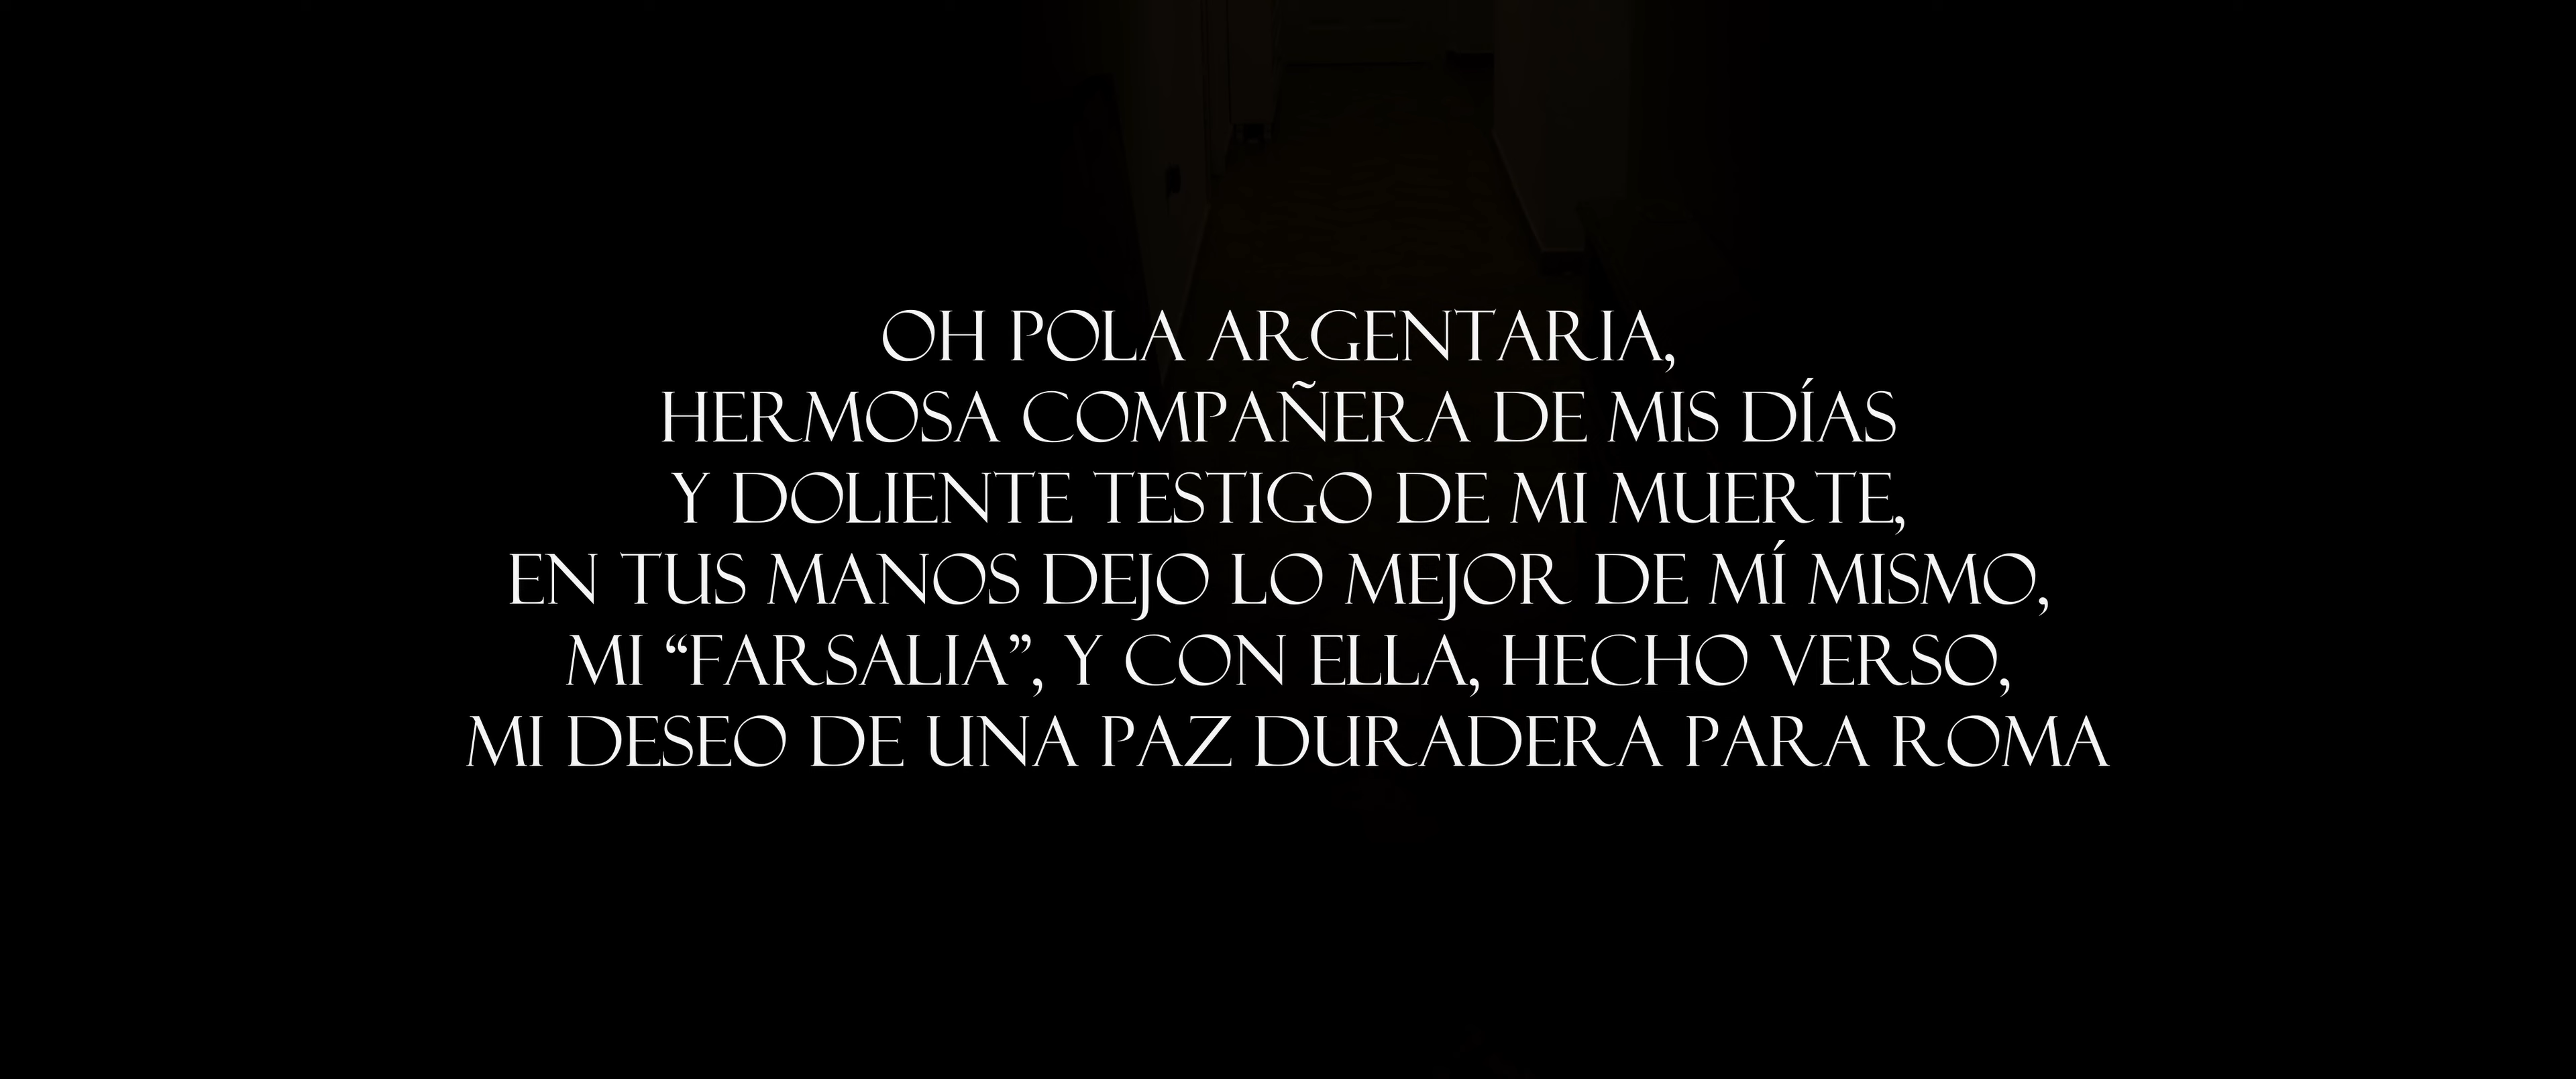 OH POLA ARGENTARIA,
HERMOSA COMPAÑERA DE MIS DÍAS
Y DOLIENTE TESTIGO DE MI MUERTE,
EN TUS MANOS DEJO LO MEJOR DE MÍ MISMO,
MI “FARSALIA”, Y CON ELLA, HECHO VERSO,
MI DESEO DE UNA PAZ DURADERA PARA ROMA